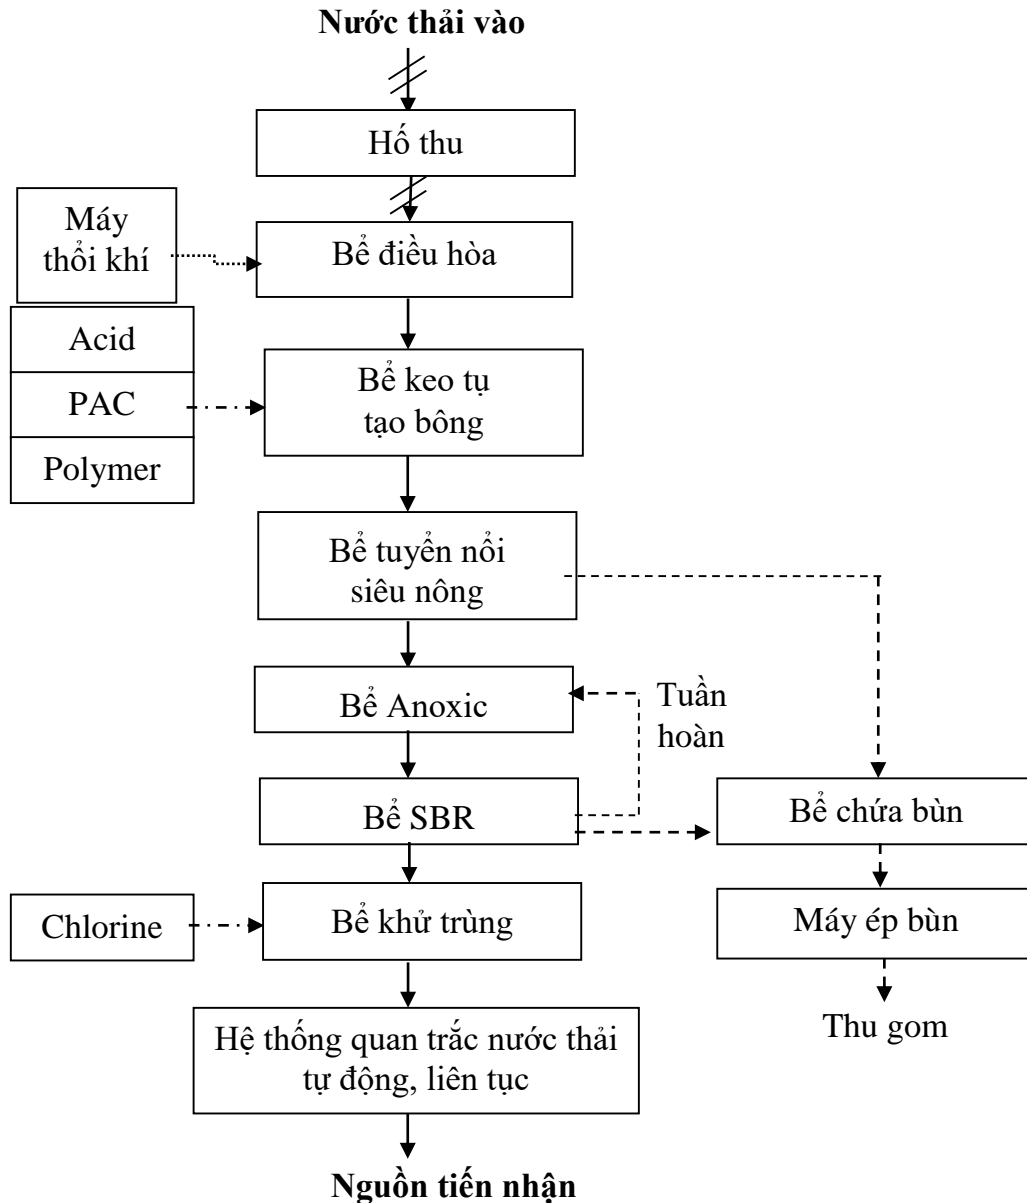 Nước thải vào
Hố thu
Máy
thổi khí
Bể điều hòa
Acid
PAC
Polymer
Bể keo tụ
tạo bông
Bể tuyển nổi
siêu nông
Bể Anoxic
Tuần
hoàn
Bể SBR
Bể chứa bùn
Chlorine
Bể khử trùng
Máy ép bùn
Hệ thống quan trắc nước thải
tự động, liên tục
Thu gom
Nguồn tiến nhận